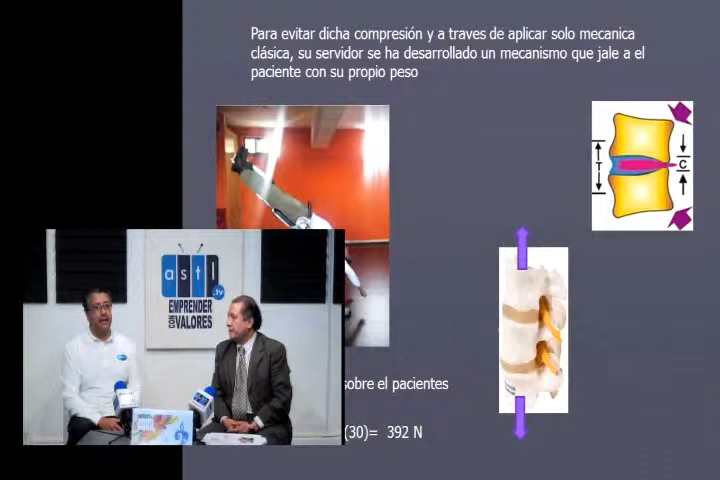 Para evitar dicha compresión y a traves de aplicar solo mecanica
clásica, su servidor se ha desarrollado un mecanismo que jale a el
paciente con su propio peso
T
C
astl
.tv
EMPRENDER
CON
VALORES
sobre el pacientes
(30)= 392 N